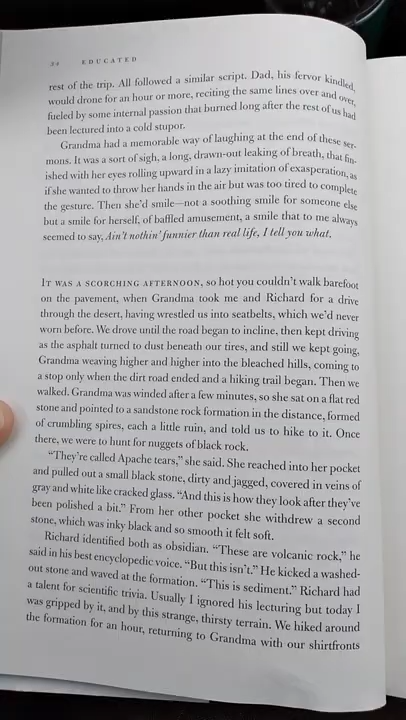 34 EDUCATED
rest of the trip. All followed a similar script. Dad, his fervor kindled,
would drone for an hour or more, reciting the same lines over and over,
fueled by some internal passion that burned long after the rest of us had
been lectured into a cold stupor.
Grandma had a memorable way of laughing at the end of these ser-
mons. It was a sort of sigh, a long, drawn-out leaking of breath, that fin-
ished with her eyes rolling upward in a lazy imitation of exasperation, as
if she wanted to throw her hands in the air but was too tired to complete
the gesture. Then she'd smile—not a soothing smile for someone else
but a smile for herself, of baffled amusement, a smile that to me always
seemed to say, Ain't nothin' funnier than real life, I tell you what.
IT WAS A SCORCHING AFTERNOON, so hot you couldn't walk barefoot
on the pavement, when Grandma took me and Richard for a drive
through the desert, having wrestled us into seatbelts, which we'd never
worn before. We drove until the road began to incline, then kept driving
as the asphalt turned to dust beneath our tires, and still we kept going,
Grandma weaving higher and higher into the bleached hills, coming to
a stop only when the dirt road ended and a hiking trail began. Then we
walked. Grandma was winded after a few minutes, so she sat on a flat red
stone and pointed to a sandstone rock formation in the distance, formed
of crumbling spires, each a little ruin, and told us to hike to it. Once
there, we were to hunt for nuggets of black rock.
"They're called Apache tears," she said. She reached into her pocket
and pulled out a small black stone, dirty and jagged, covered in veins of
gray and white like cracked glass. "And this is how they look after they've
been polished a bit." From her other pocket she withdrew a second
stone, which was inky black and so smooth it felt soft.
Richard identified both as obsidian. "These are volcanic rock," he
said in his best encyclopedic voice. "But this isn't." He kicked a washed-
out stone and waved at the formation. "This is sediment." Richard had
a talent for scientific trivia. Usually I ignored his lecturing but today I
was gripped by it, and by this strange, thirsty terrain. We hiked around
the formation for an hour, returning to Grandma with our shirtfronts